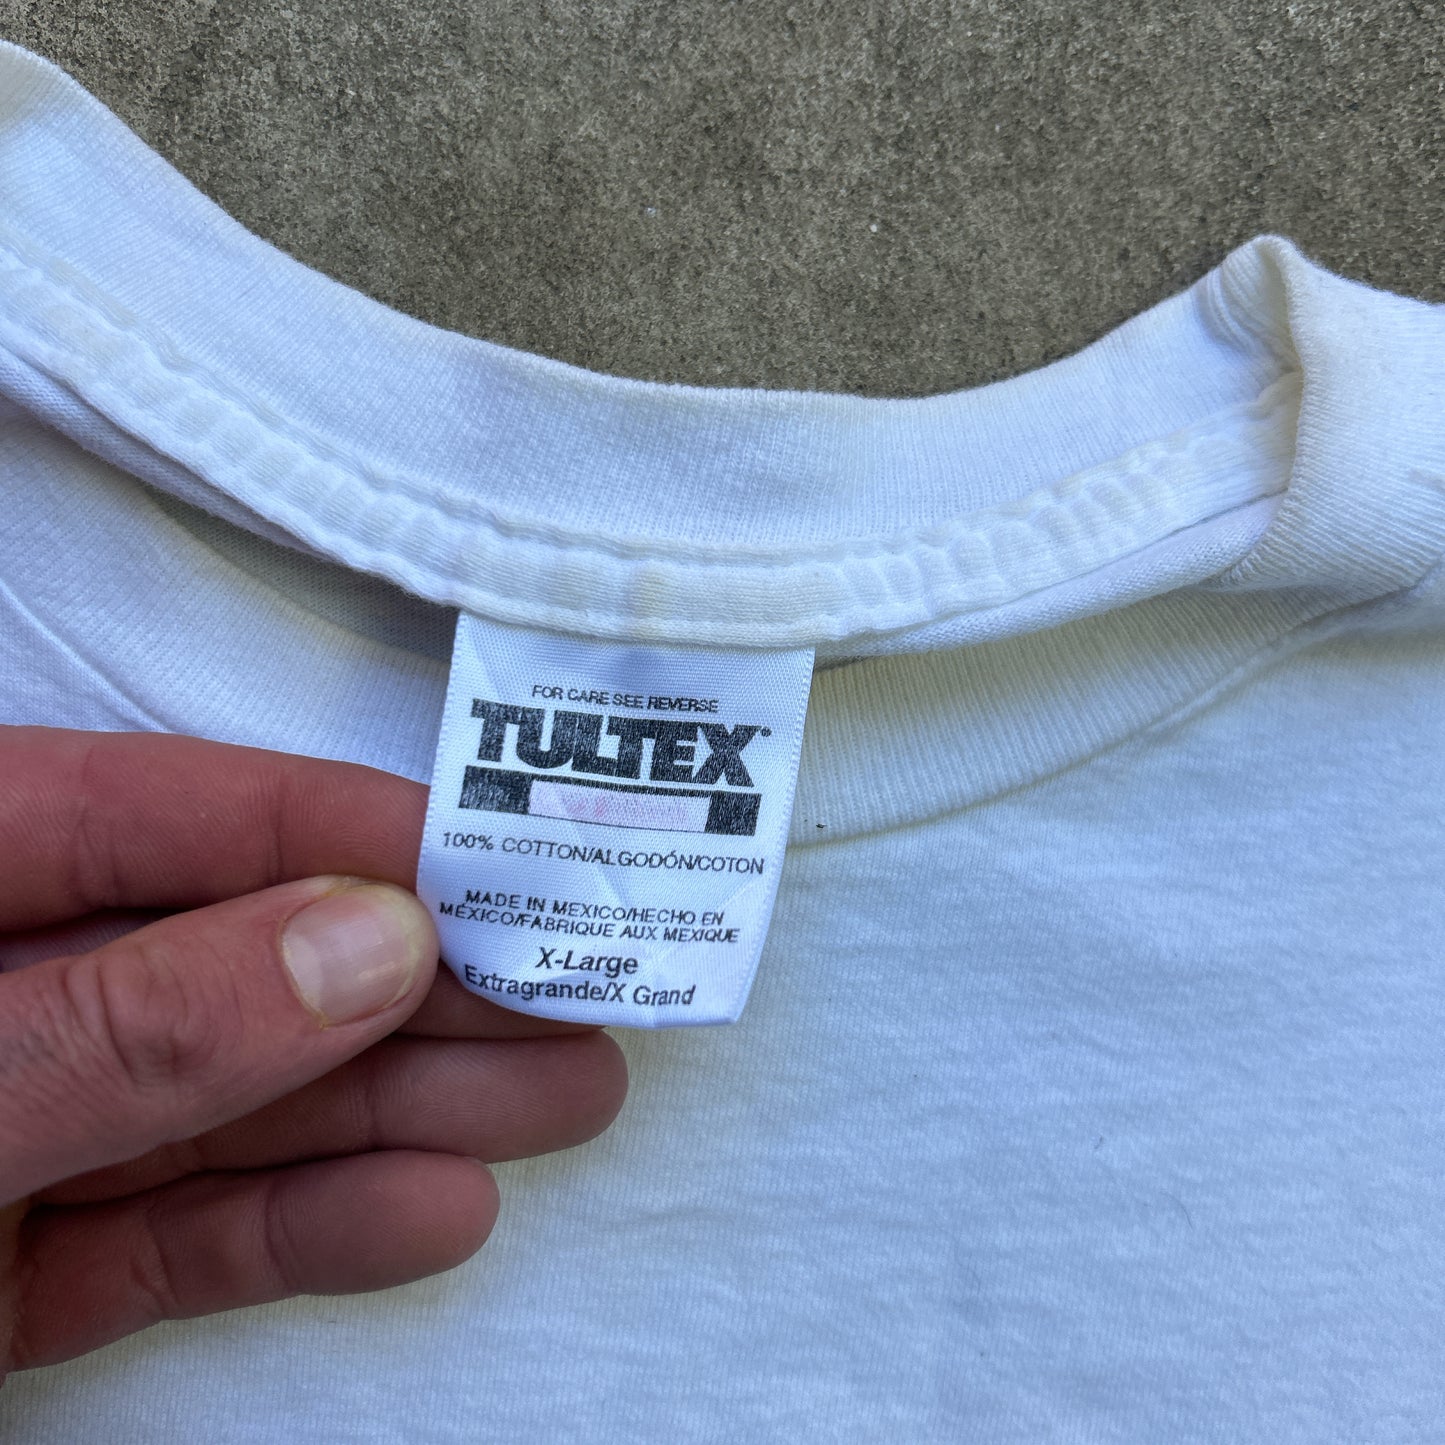 FOR CARE SEE REVERSE
TULTEX®
100% COTTON/ALGODÓN/COTON
MADE IN MEXICO/HECHO EN
MÉXICO/FABRIQUE AUX MEXIQUE
X-Large
Extragrande/X Grand